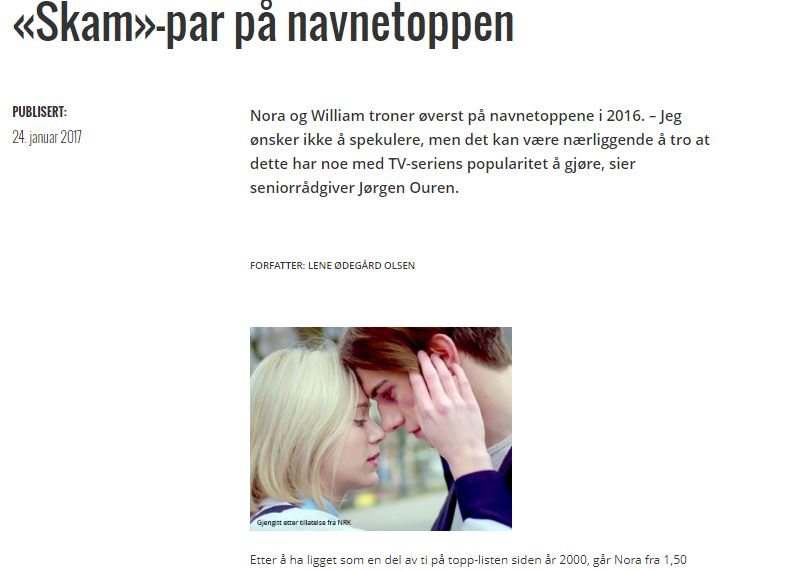 «Skam»-par på navnetoppen
PUBLISERT:
24. januar 2017
Nora og William troner øverst på navnetoppene i 2016. – Jeg
ønsker ikke å spekulere, men det kan være nærliggende å tro at
dette har noe med TV-seriens popularitet å gjøre, sier
seniorrådgiver Jørgen Ouren.
FORFATTER: LENE ØDEGÅRD OLSEN
Gjengitt etter tillatelse fra NRK
Etter å ha ligget som en del av ti på topp-listen siden år 2000, går Nora fra 1,50